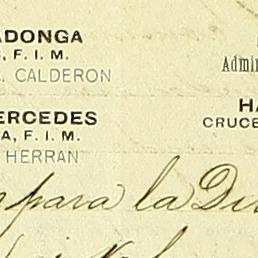 ADONGA
, F. I. M.
. CALDERON
Admin
ERCEDES
A, F. I. M.
HERRAN
HA
CRUCE
para la Di